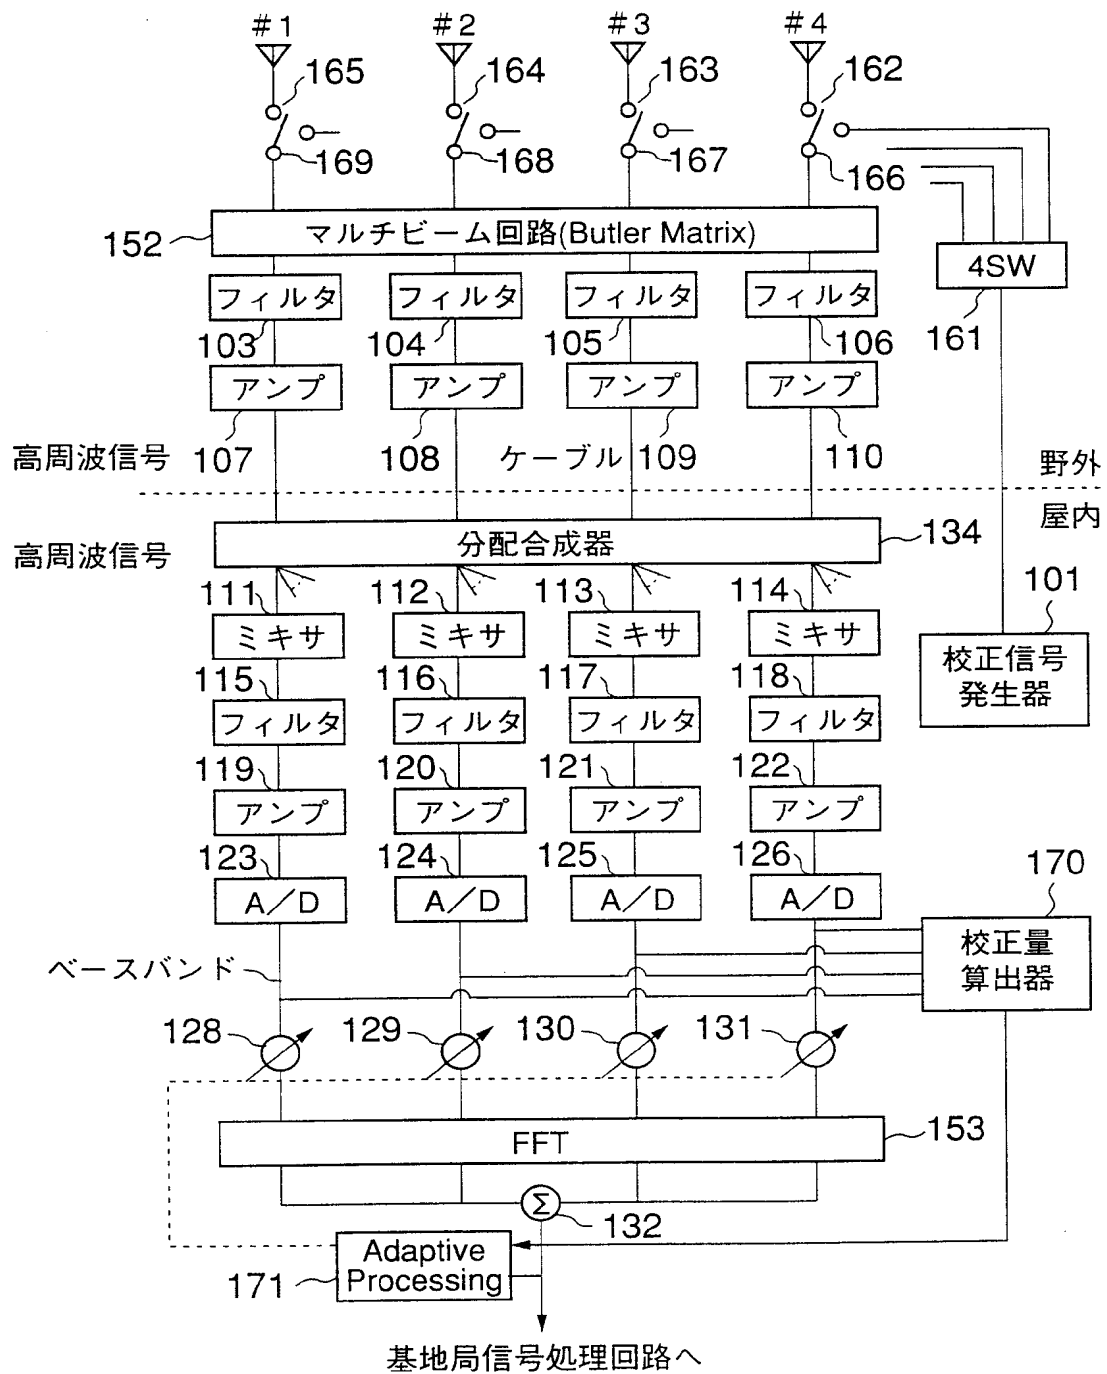 #1 #2 #3 #4
165 164 163 162
169 168 167 166
マルチビーム回路(Butler Matrix)
152
4SW
フィルタ フィルタ フィルタ フィルタ
103 104 105 106 161
アンプ アンプ アンプ アンプ
高周波信号 107 108 ケーブル 109 110 野外
屋内
高周波信号 分配合成器 134
111 112 113 114 101
ミキサ ミキサ ミキサ ミキサ
校正信号
発生器
115 116 117 118
フィルタ フィルタ フィルタ フィルタ
119 120 121 122
アンプ アンプ アンプ アンプ
123 124 125 126 170
A/D A/D A/D A/D
校正量
算出器
ベースバンド
128 129 130 131
FFT 153
Σ 132
Adaptive
Processing
171
基地局信号処理回路へ